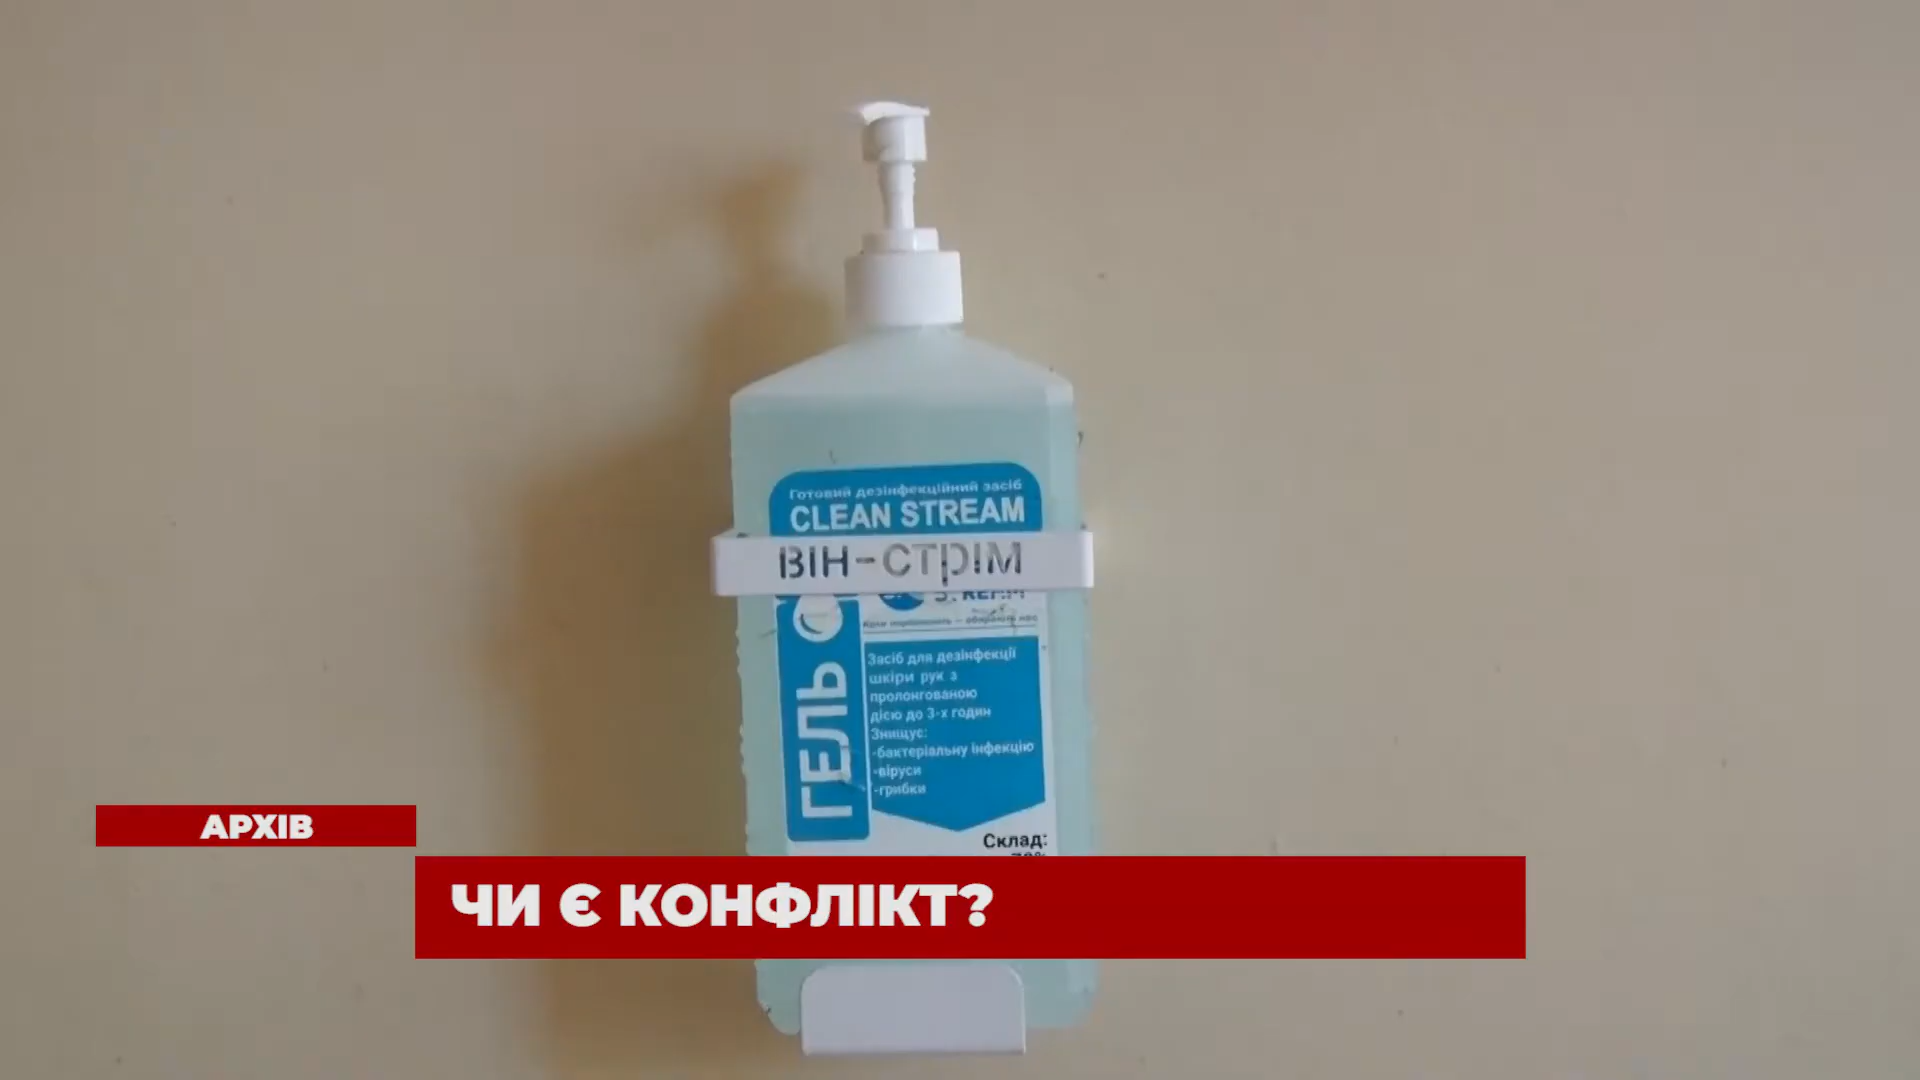 Готовий дезінфекційний засіб
CLEAN STREAM
ВІН-СТРІМ
ГЕЛЬ
Засіб для дезінфекції
шкіри рук з
пролонгованою
дією до 3-х годин
Знищує:
-бактеріальну інфекцію
-віруси
-грибки
Склад:
АРХІВ
ЧИ Є КОНФЛІКТ?